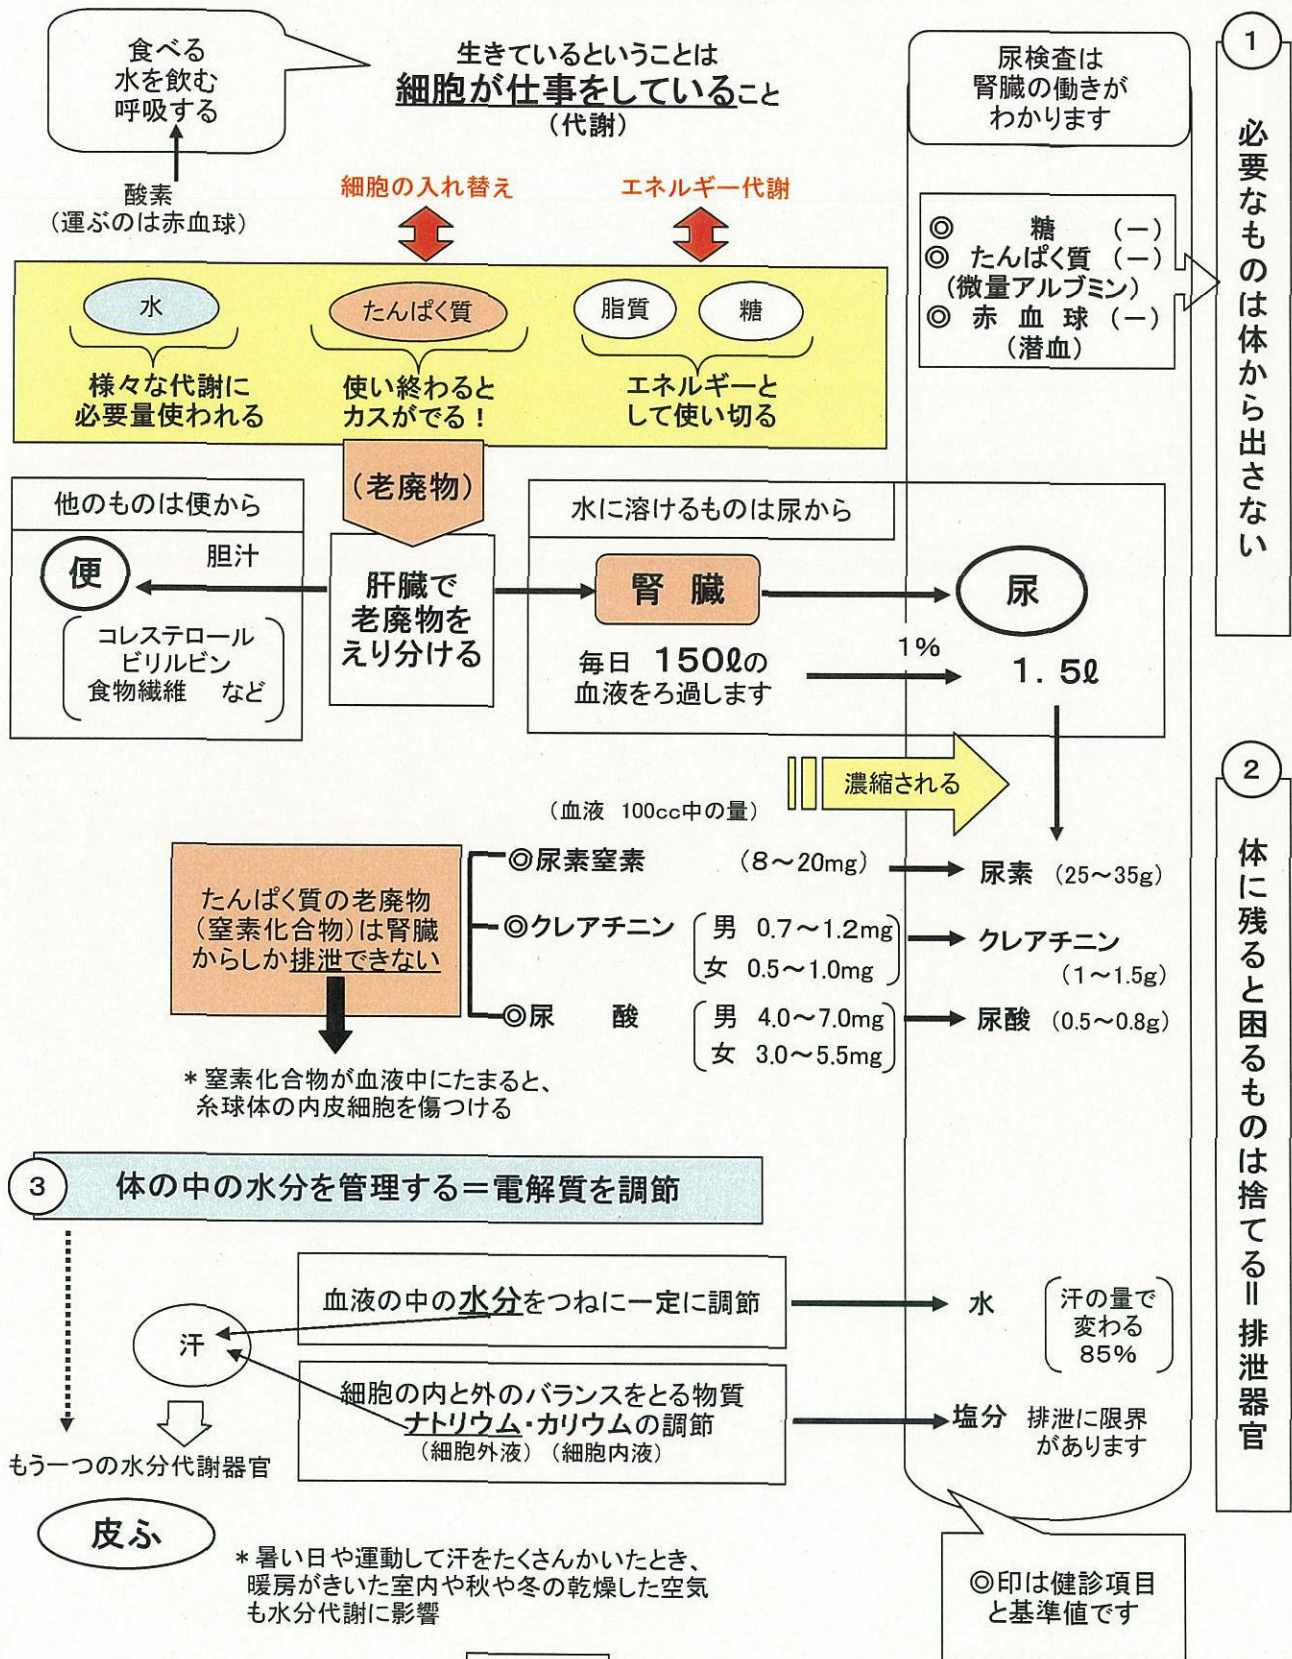 食べる
水を飲む
呼吸する
酸素
(運ぶのは赤血球)
生きているということは
細胞が仕事をしていること
(代謝)
細胞の入れ替え
エネルギー代謝
水
様々な代謝に
必要量使われる
たんぱく質
使い終わると
カスがでる！
脂質
糖
エネルギーと
して使い切る
尿検査は
腎臓の働きが
わかります
◎ 糖 (－)
◎ たんぱく質 (－)
(微量アルブミン)
◎ 赤血球 (－)
(潜血)
1
必要なものは体から出さない
(老廃物)
他のものは便から
便
胆汁
コレステロール
ビリルビン
食物繊維 など
肝臓で
老廃物を
えり分ける
水に溶けるものは尿から
腎臓
毎日 150ℓの
血液をろ過します
1%
尿
1.5ℓ
濃縮される
(血液 100cc中の量)
たんぱく質の老廃物
(窒素化合物)は腎臓
からしか排泄できない
◎尿素窒素 (8～20mg)
尿素 (25～35g)
◎クレアチニン
男 0.7～1.2mg
女 0.5～1.0mg
クレアチニン
(1～1.5g)
◎尿酸
男 4.0～7.0mg
女 3.0～5.5mg
尿酸 (0.5～0.8g)
＊窒素化合物が血液中にたまると、
糸球体の内皮細胞を傷つける
2
体に残ると困るものは捨てる＝排泄器官
3
体の中の水分を管理する＝電解質を調節
血液の中の水分をつねに一定に調節
水
汗の量で
変わる
85%
汗
細胞の内と外のバランスをとる物質
ナトリウム・カリウムの調節
(細胞外液) (細胞内液)
塩分 排泄に限界
があります
もう一つの水分代謝器官
皮ふ
＊暑い日や運動して汗をたくさんかいたとき、
暖房がきいた室内や秋や冬の乾燥した空気
も水分代謝に影響
◎印は健診項目
と基準値です